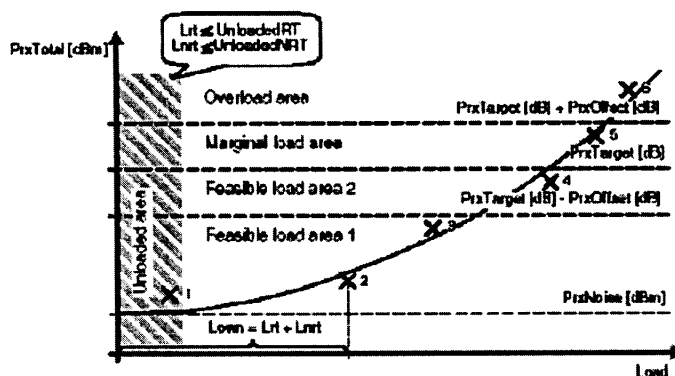 Lrt ≤ UnloadedRT
Lnrt ≤ UnloadedNRT
PrxTotal [dBm]
Overload area
6
PrxTarget [dB] + PrxOffset [dB]
Marginal load area
5
PrxTarget [dB]
Feasible load area 2
4
PrxTarget [dB] - PrxOffset [dB]
Unloaded area
Feasible load area 1
3
1
2
PrxNoise [dBm]
Lown = Lrt + Lnrt
Load